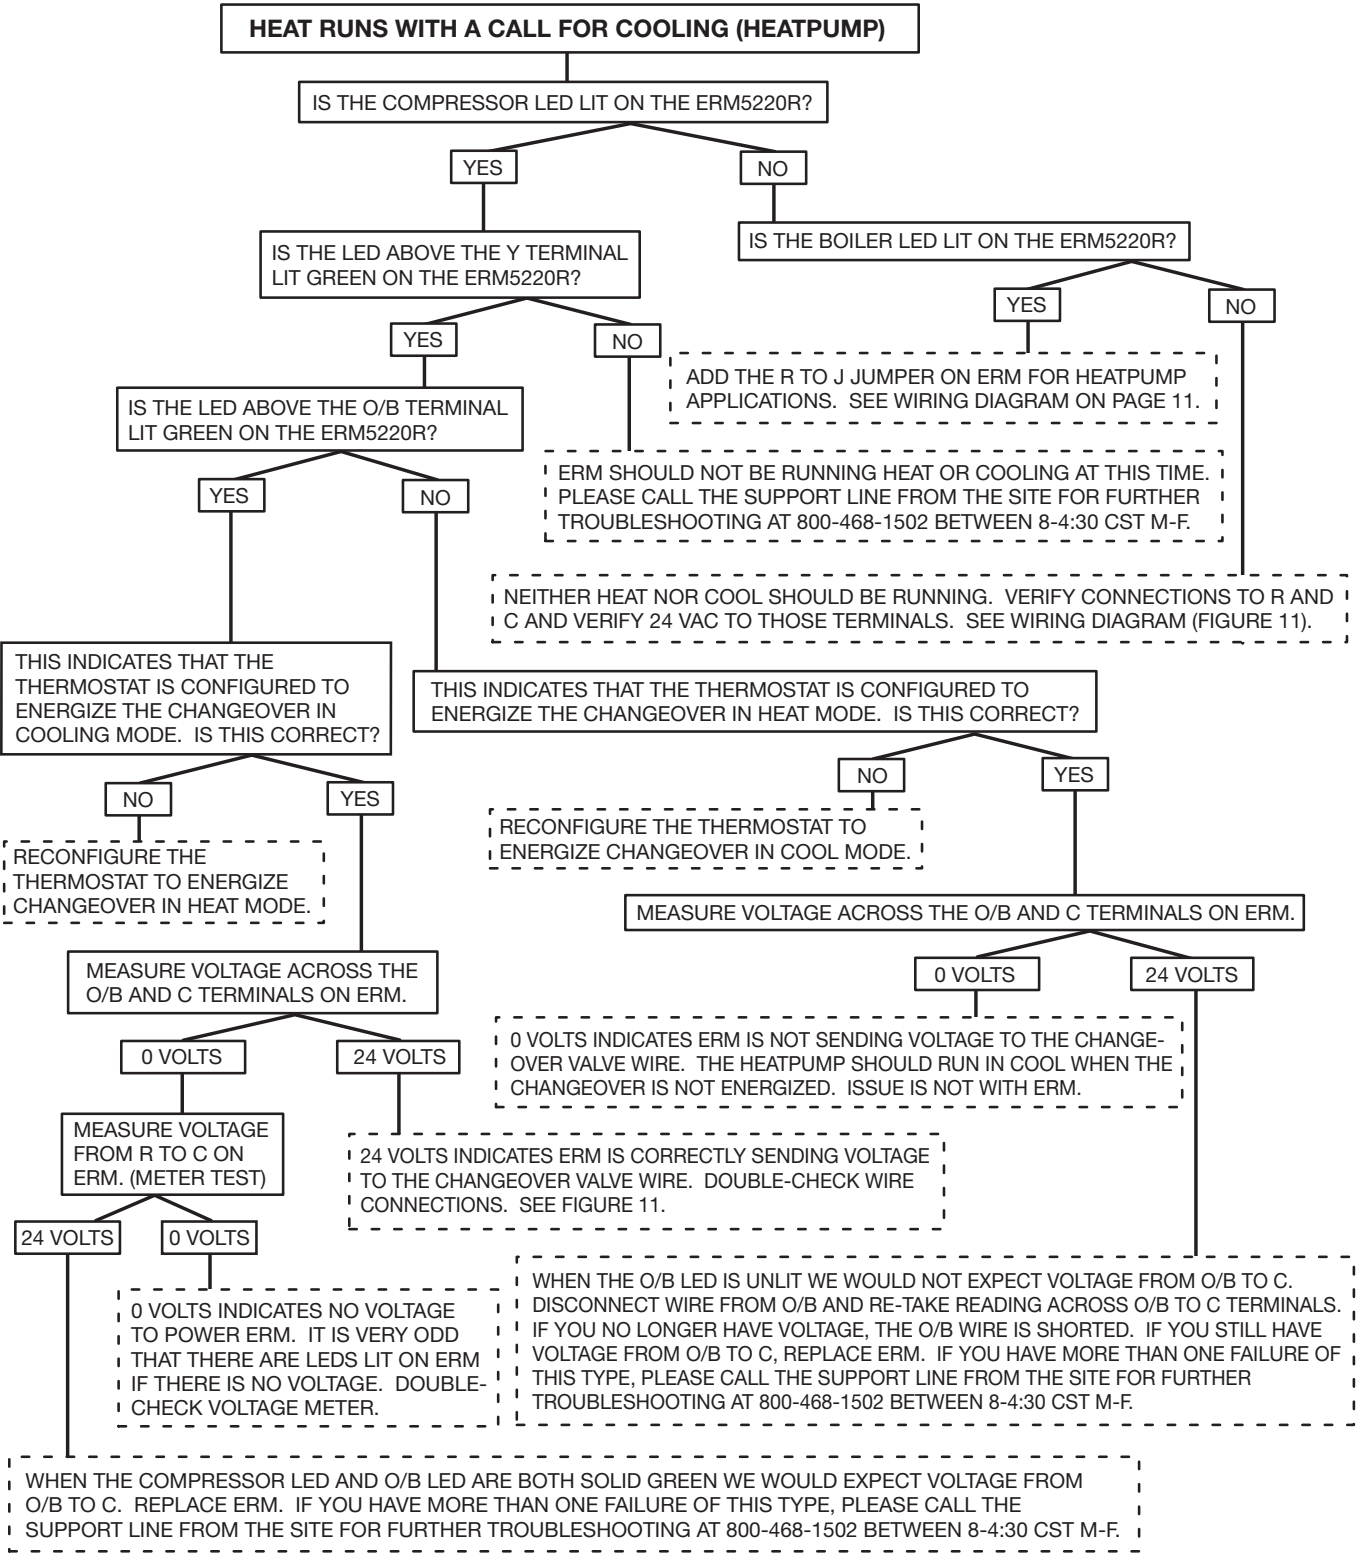 HEAT RUNS WITH A CALL FOR COOLING (HEATPUMP)
IS THE COMPRESSOR LED LIT ON THE ERM5220R?
YES
NO
IS THE LED ABOVE THE Y TERMINAL
LIT GREEN ON THE ERM5220R?
IS THE BOILER LED LIT ON THE ERM5220R?
YES
NO
YES
NO
ADD THE R TO J JUMPER ON ERM FOR HEATPUMP
APPLICATIONS. SEE WIRING DIAGRAM ON PAGE 11.
IS THE LED ABOVE THE O/B TERMINAL
LIT GREEN ON THE ERM5220R?
ERM SHOULD NOT BE RUNNING HEAT OR COOLING AT THIS TIME.
PLEASE CALL THE SUPPORT LINE FROM THE SITE FOR FURTHER
TROUBLESHOOTING AT 800-468-1502 BETWEEN 8-4:30 CST M-F.
YES
NO
NEITHER HEAT NOR COOL SHOULD BE RUNNING. VERIFY CONNECTIONS TO R AND
C AND VERIFY 24 VAC TO THOSE TERMINALS. SEE WIRING DIAGRAM (FIGURE 11).
THIS INDICATES THAT THE
THERMOSTAT IS CONFIGURED TO
ENERGIZE THE CHANGEOVER IN
COOLING MODE. IS THIS CORRECT?
THIS INDICATES THAT THE THERMOSTAT IS CONFIGURED TO
ENERGIZE THE CHANGEOVER IN HEAT MODE. IS THIS CORRECT?
NO
YES
NO
YES
RECONFIGURE THE
THERMOSTAT TO ENERGIZE
CHANGEOVER IN HEAT MODE.
RECONFIGURE THE THERMOSTAT TO
ENERGIZE CHANGEOVER IN COOL MODE.
MEASURE VOLTAGE ACROSS THE O/B AND C TERMINALS ON ERM.
MEASURE VOLTAGE ACROSS THE
O/B AND C TERMINALS ON ERM.
0 VOLTS
24 VOLTS
0 VOLTS
24 VOLTS
0 VOLTS INDICATES ERM IS NOT SENDING VOLTAGE TO THE CHANGE-
OVER VALVE WIRE. THE HEATPUMP SHOULD RUN IN COOL WHEN THE
CHANGEOVER IS NOT ENERGIZED. ISSUE IS NOT WITH ERM.
MEASURE VOLTAGE
FROM R TO C ON
ERM. (METER TEST)
24 VOLTS INDICATES ERM IS CORRECTLY SENDING VOLTAGE
TO THE CHANGEOVER VALVE WIRE. DOUBLE-CHECK WIRE
CONNECTIONS. SEE FIGURE 11.
24 VOLTS
0 VOLTS
0 VOLTS INDICATES NO VOLTAGE
TO POWER ERM. IT IS VERY ODD
THAT THERE ARE LEDS LIT ON ERM
IF THERE IS NO VOLTAGE. DOUBLE-
CHECK VOLTAGE METER.
WHEN THE O/B LED IS UNLIT WE WOULD NOT EXPECT VOLTAGE FROM O/B TO C.
DISCONNECT WIRE FROM O/B AND RE-TAKE READING ACROSS O/B TO C TERMINALS.
IF YOU NO LONGER HAVE VOLTAGE, THE O/B WIRE IS SHORTED. IF YOU STILL HAVE
VOLTAGE FROM O/B TO C, REPLACE ERM. IF YOU HAVE MORE THAN ONE FAILURE OF
THIS TYPE, PLEASE CALL THE SUPPORT LINE FROM THE SITE FOR FURTHER
TROUBLESHOOTING AT 800-468-1502 BETWEEN 8-4:30 CST M-F.
WHEN THE COMPRESSOR LED AND O/B LED ARE BOTH SOLID GREEN WE WOULD EXPECT VOLTAGE FROM
O/B TO C. REPLACE ERM. IF YOU HAVE MORE THAN ONE FAILURE OF THIS TYPE, PLEASE CALL THE
SUPPORT LINE FROM THE SITE FOR FURTHER TROUBLESHOOTING AT 800-468-1502 BETWEEN 8-4:30 CST M-F.